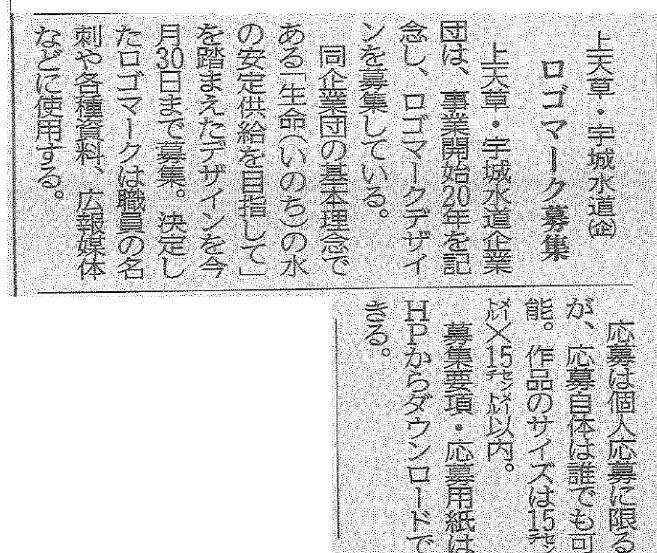 上天草・宇城水道㈽
ロゴマーク募集
上天草・宇城水道企業
団は、事業開始20年を記
念し、ロゴマークデザイ
ンを募集している。
同企業団の基本理念で
ある「生命(いのち)の水
の安定供給を目指して」
を踏まえたデザインを今
月30日まで募集。決定し
たロゴマークは職員の名
刺や各種資料、広報媒体
などに使用する。
応募は個人応募に限る
が、応募自体は誰でも可
能。作品のサイズは15㌢
㍍×15㌢㍍以内。
募集要項・応募用紙は
HPからダウンロードで
きる。